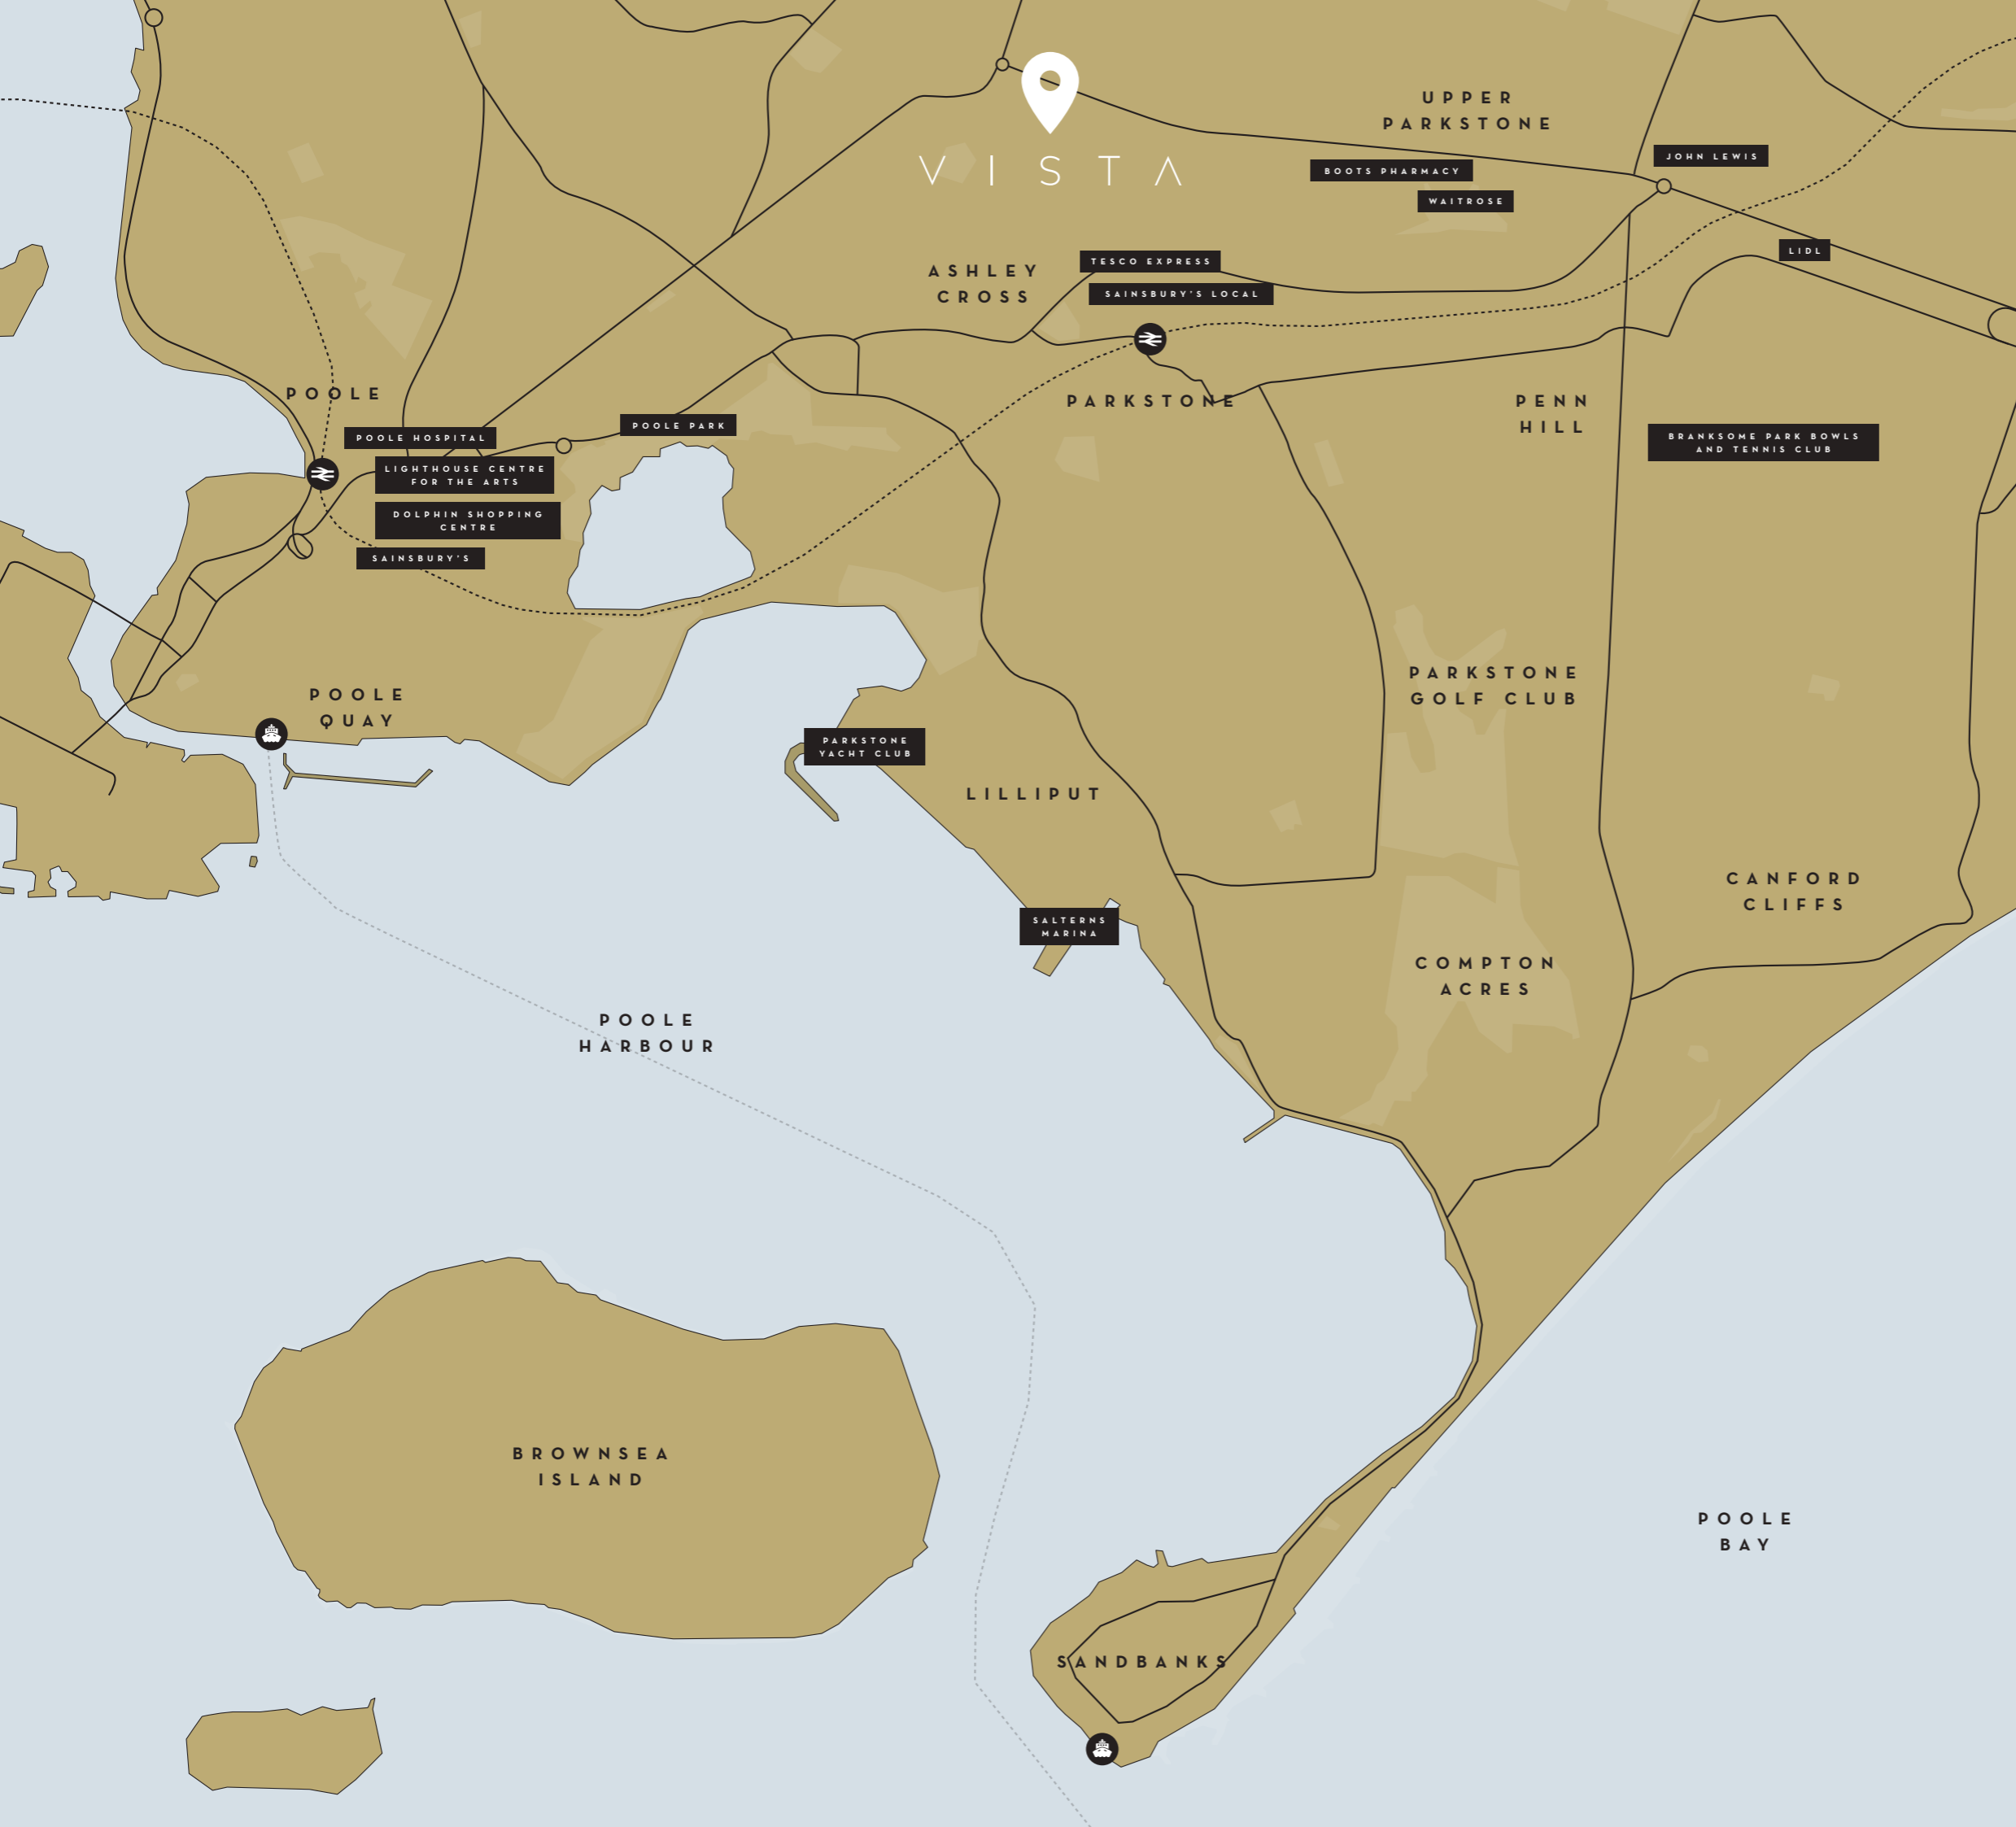 UPPER
PARKSTONE
JOHN LEWIS
VISTA
BOOTS PHARMACY
WAITROSE
LIDL
TESCO EXPRESS
ASHLEY
CROSS
SAINSBURY'S LOCAL
POOLE
PARKSTONE
PENN
HILL
POOLE PARK
POOLE HOSPITAL
BRANKSOME PARK BOWLS
AND TENNIS CLUB
LIGHTHOUSE CENTRE
FOR THE ARTS
DOLPHIN SHOPPING
CENTRE
SAINSBURY'S
PARKSTONE
GOLF CLUB
POOLE
QUAY
PARKSTONE
YACHT CLUB
LILLIPUT
CANFORD
CLIFFS
SALTERNS
MARINA
COMPTON
ACRES
POOLE
HARBOUR
BROWNSEA
ISLAND
POOLE
BAY
SANDBANKS